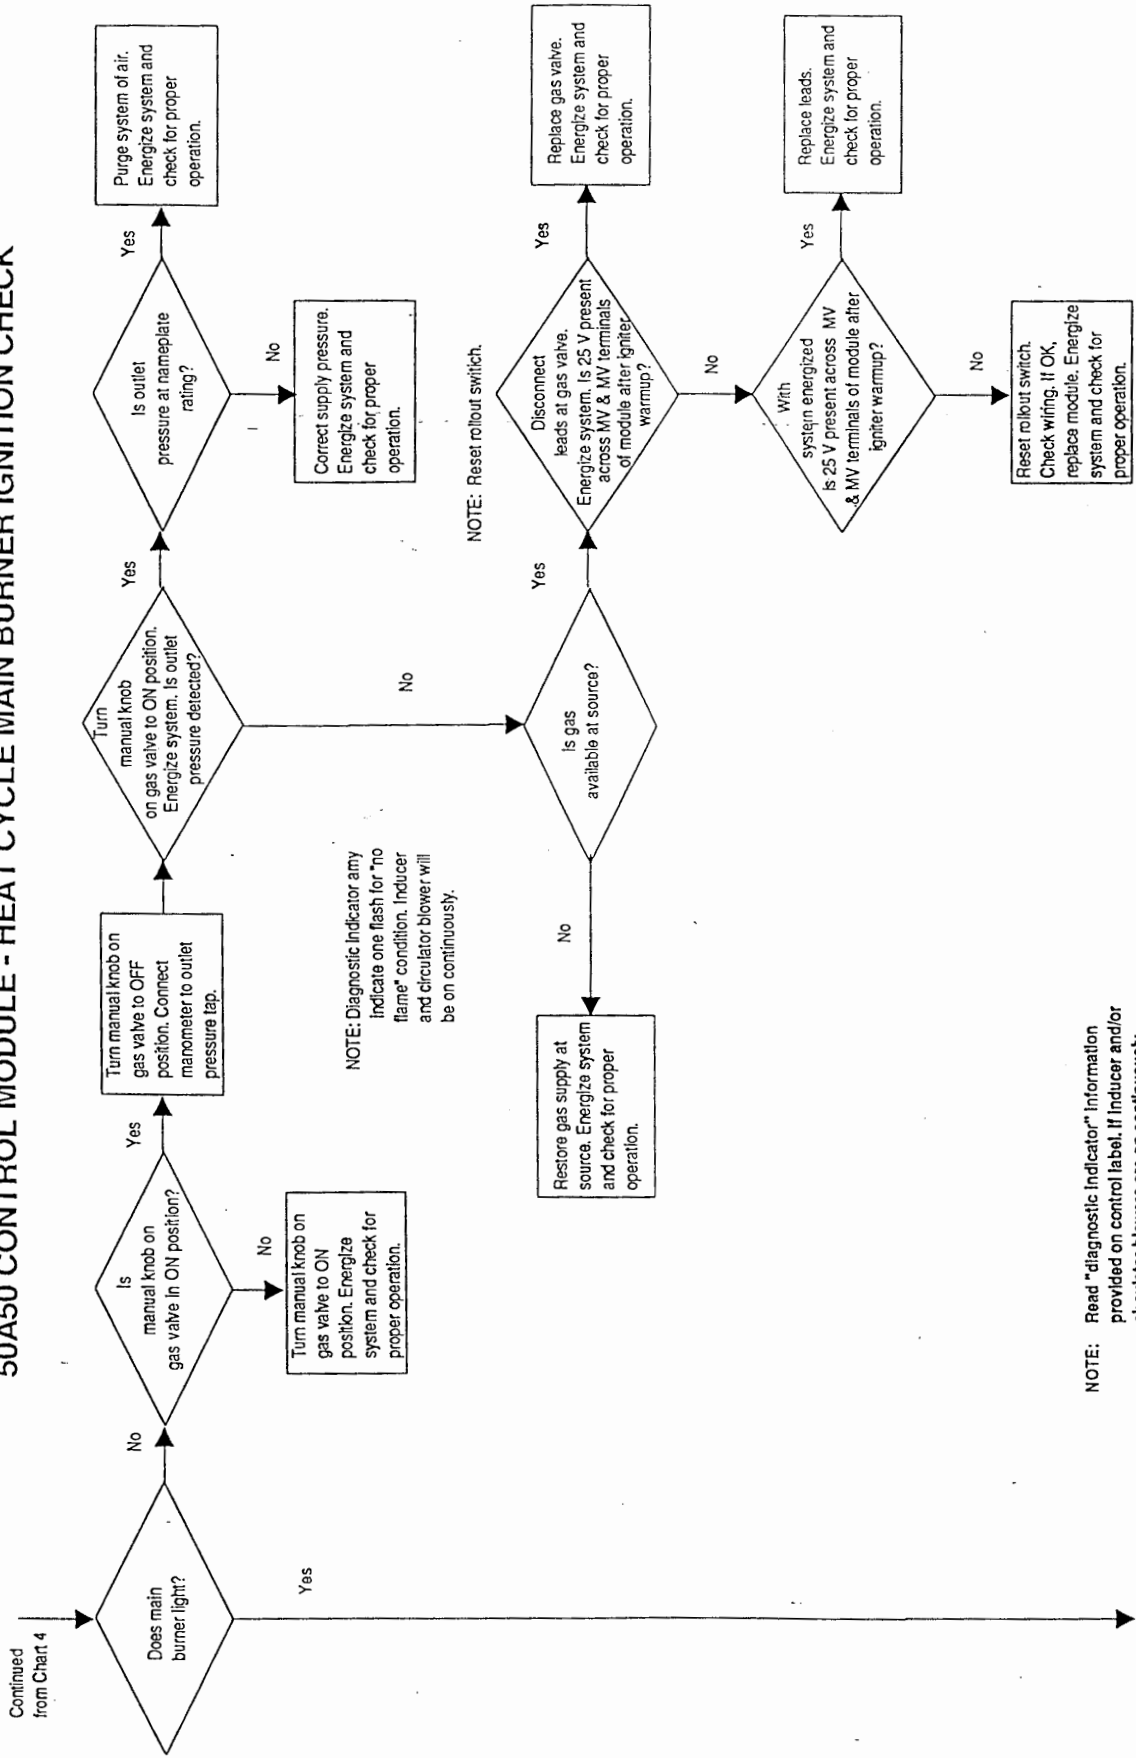 50A50 CONTROL MODULE - HEAT CYCLE MAIN BURNER IGNITION CHECK
Continued
from Chart 4
Does main
burner light?
No
Yes
Is
manual knob on
gas valve in ON position?
Yes
No
Turn manual knob on
gas valve to ON
position. Energize
system and check for
proper operation.
Turn manual knob on
gas valve to OFF
position. Connect
manometer to outlet
pressure tap.
Turn
manual knob
on gas valve to ON position.
Energize system. Is outlet
pressure detected?
Yes
No
Is outlet
pressure at nameplate
rating?
Yes
No
Purge system of air.
Energize system and
check for proper
operation.
Correct supply pressure.
Energize system and
check for proper
operation.
NOTE: Diagnostic Indicator amy
Indicate one flash for "no
flame" condition. Inducer
and circulator blower will
be on continuously.
NOTE: Reset rollout switich.
Is gas
available at source?
No
Yes
Restore gas supply at
source. Energize system
and check for proper
operation.
Disconnect
leads at gas valve.
Energize system. Is 25 V present
across MV & MV terminals
of module after igniter
warmup?
Yes
No
Replace gas valve.
Energize system and
check for proper
operation.
With
system energized
is 25 V present across MV
& MV terminals of module after
igniter warmup?
Yes
No
Replace leads.
Energize system and
check for proper
operation.
Reset rollout switch.
Check wiring. If OK,
replace module. Energize
system and check for
proper operation.
NOTE: Read "diagnostic indicator" information
provided on control label. If inducer and/or